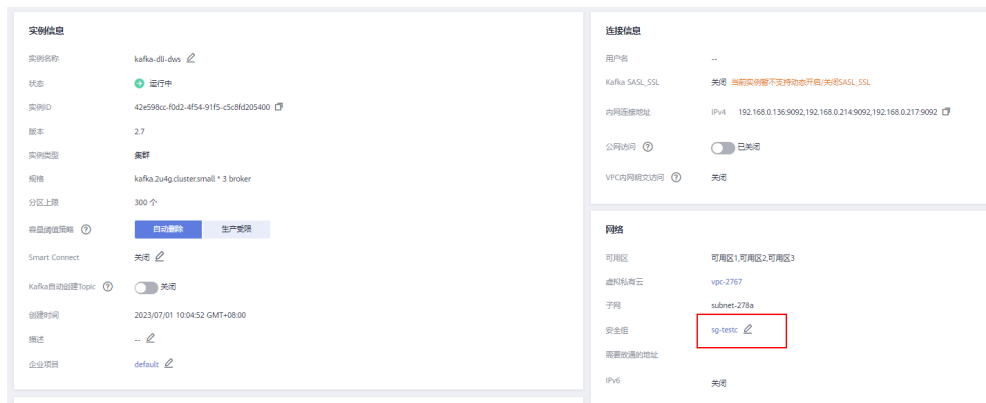 实例信息
实例名称 kafka-dli-dws
状态 运行中
实例ID 42e598cc-f0d2-4f54-91f5-c5c8fd205400
版本 2.7
实例类型 集群
规格 kafka.2u4g.cluster.small * 3 broker
分区上限 300 个
容量阈值策略 自动删除 生产受限
Smart Connect 关闭
Kafka自动创建Topic 关闭
创建时间 2023/07/01 10:04:52 GMT+08:00
描述 --
企业项目 default
连接信息
用户名 --
Kafka SASL_SSL 关闭 当前实例暂不支持动态开启/关闭SASL_SSL
内网连接地址 IPv4 192.168.0.136:9092,192.168.0.214:9092,192.168.0.217:9092
公网访问 已关闭
VPC内网明文访问 关闭
网络
可用区 可用区1,可用区2,可用区3
虚拟私有云 vpc-2767
子网 subnet-278a
安全组 sg-testc
需要放通的地址
IPv6 关闭